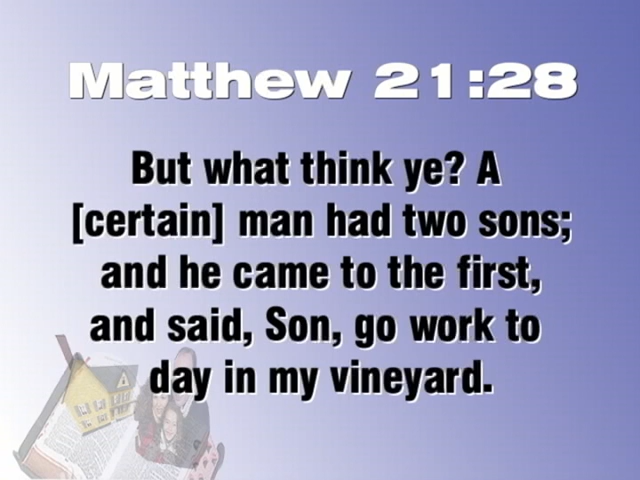 Matthew 21:28
But what think ye? A
[certain] man had two sons;
and he came to the first,
and said, Son, go work to
day in my vineyard.